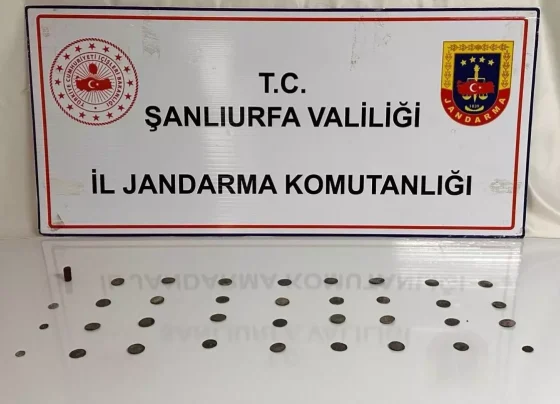 T.C.
ŞANLIURFA VALİLİĞİ
İL JANDARMA KOMUTANLIĞI
JANDARMA